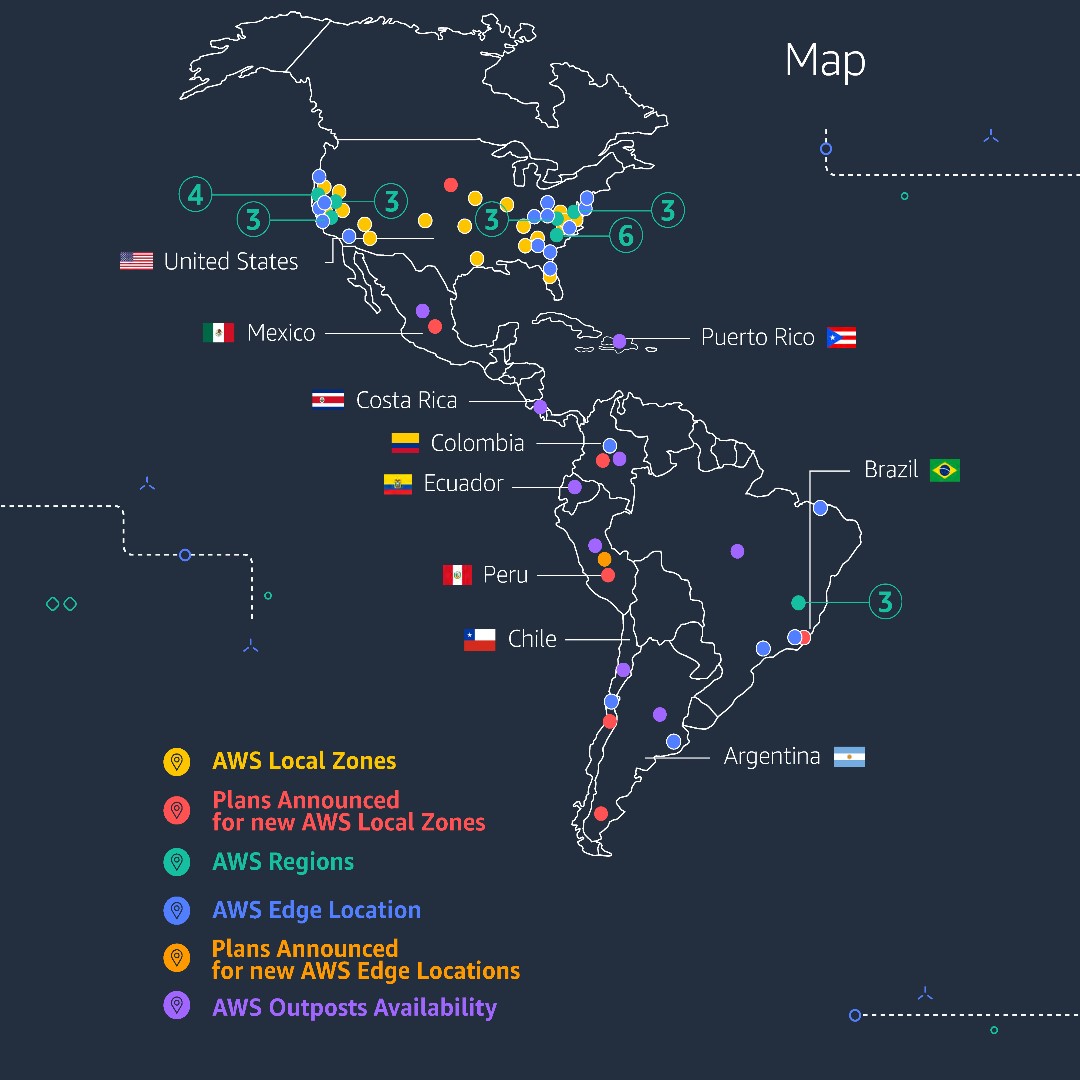 Map
4
3
3
3
3
6
United States
Mexico
Puerto Rico
Costa Rica
Colombia
Ecuador
Brazil
Peru
3
Chile
Argentina
AWS Local Zones
Plans Announced
for new AWS Local Zones
AWS Regions
AWS Edge Location
Plans Announced
for new AWS Edge Locations
AWS Outposts Availability